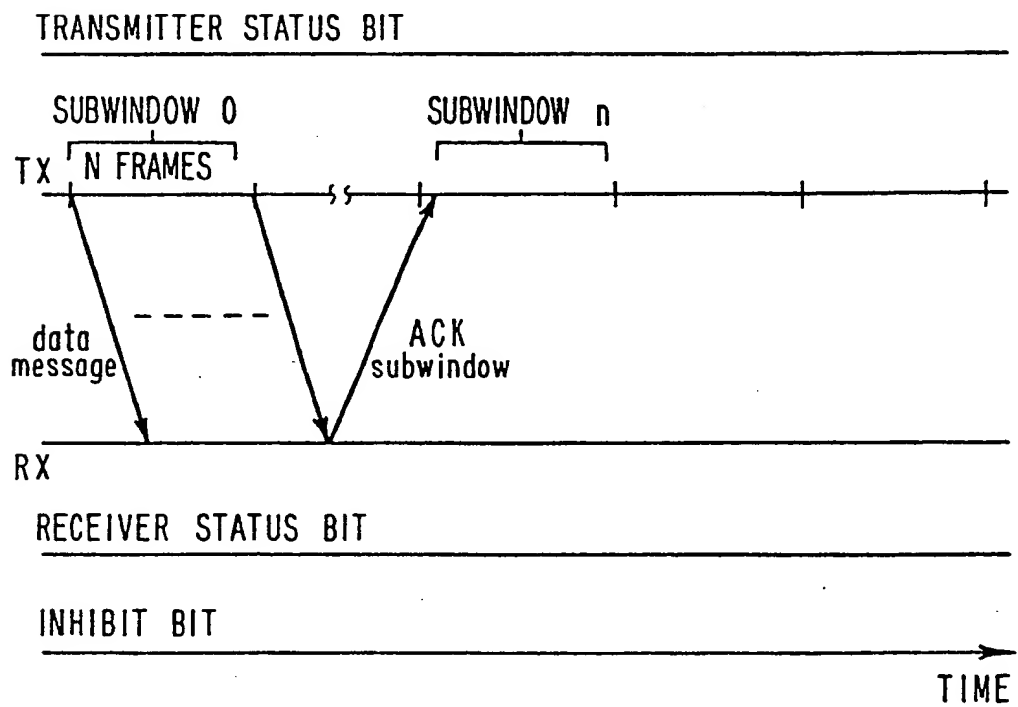 TRANSMITTER STATUS BIT
SUBWINDOW 0
SUBWINDOW n
TX
N FRAMES
data
message
ACK
subwindow
RX
RECEIVER STATUS BIT
INHIBIT BIT
TIME